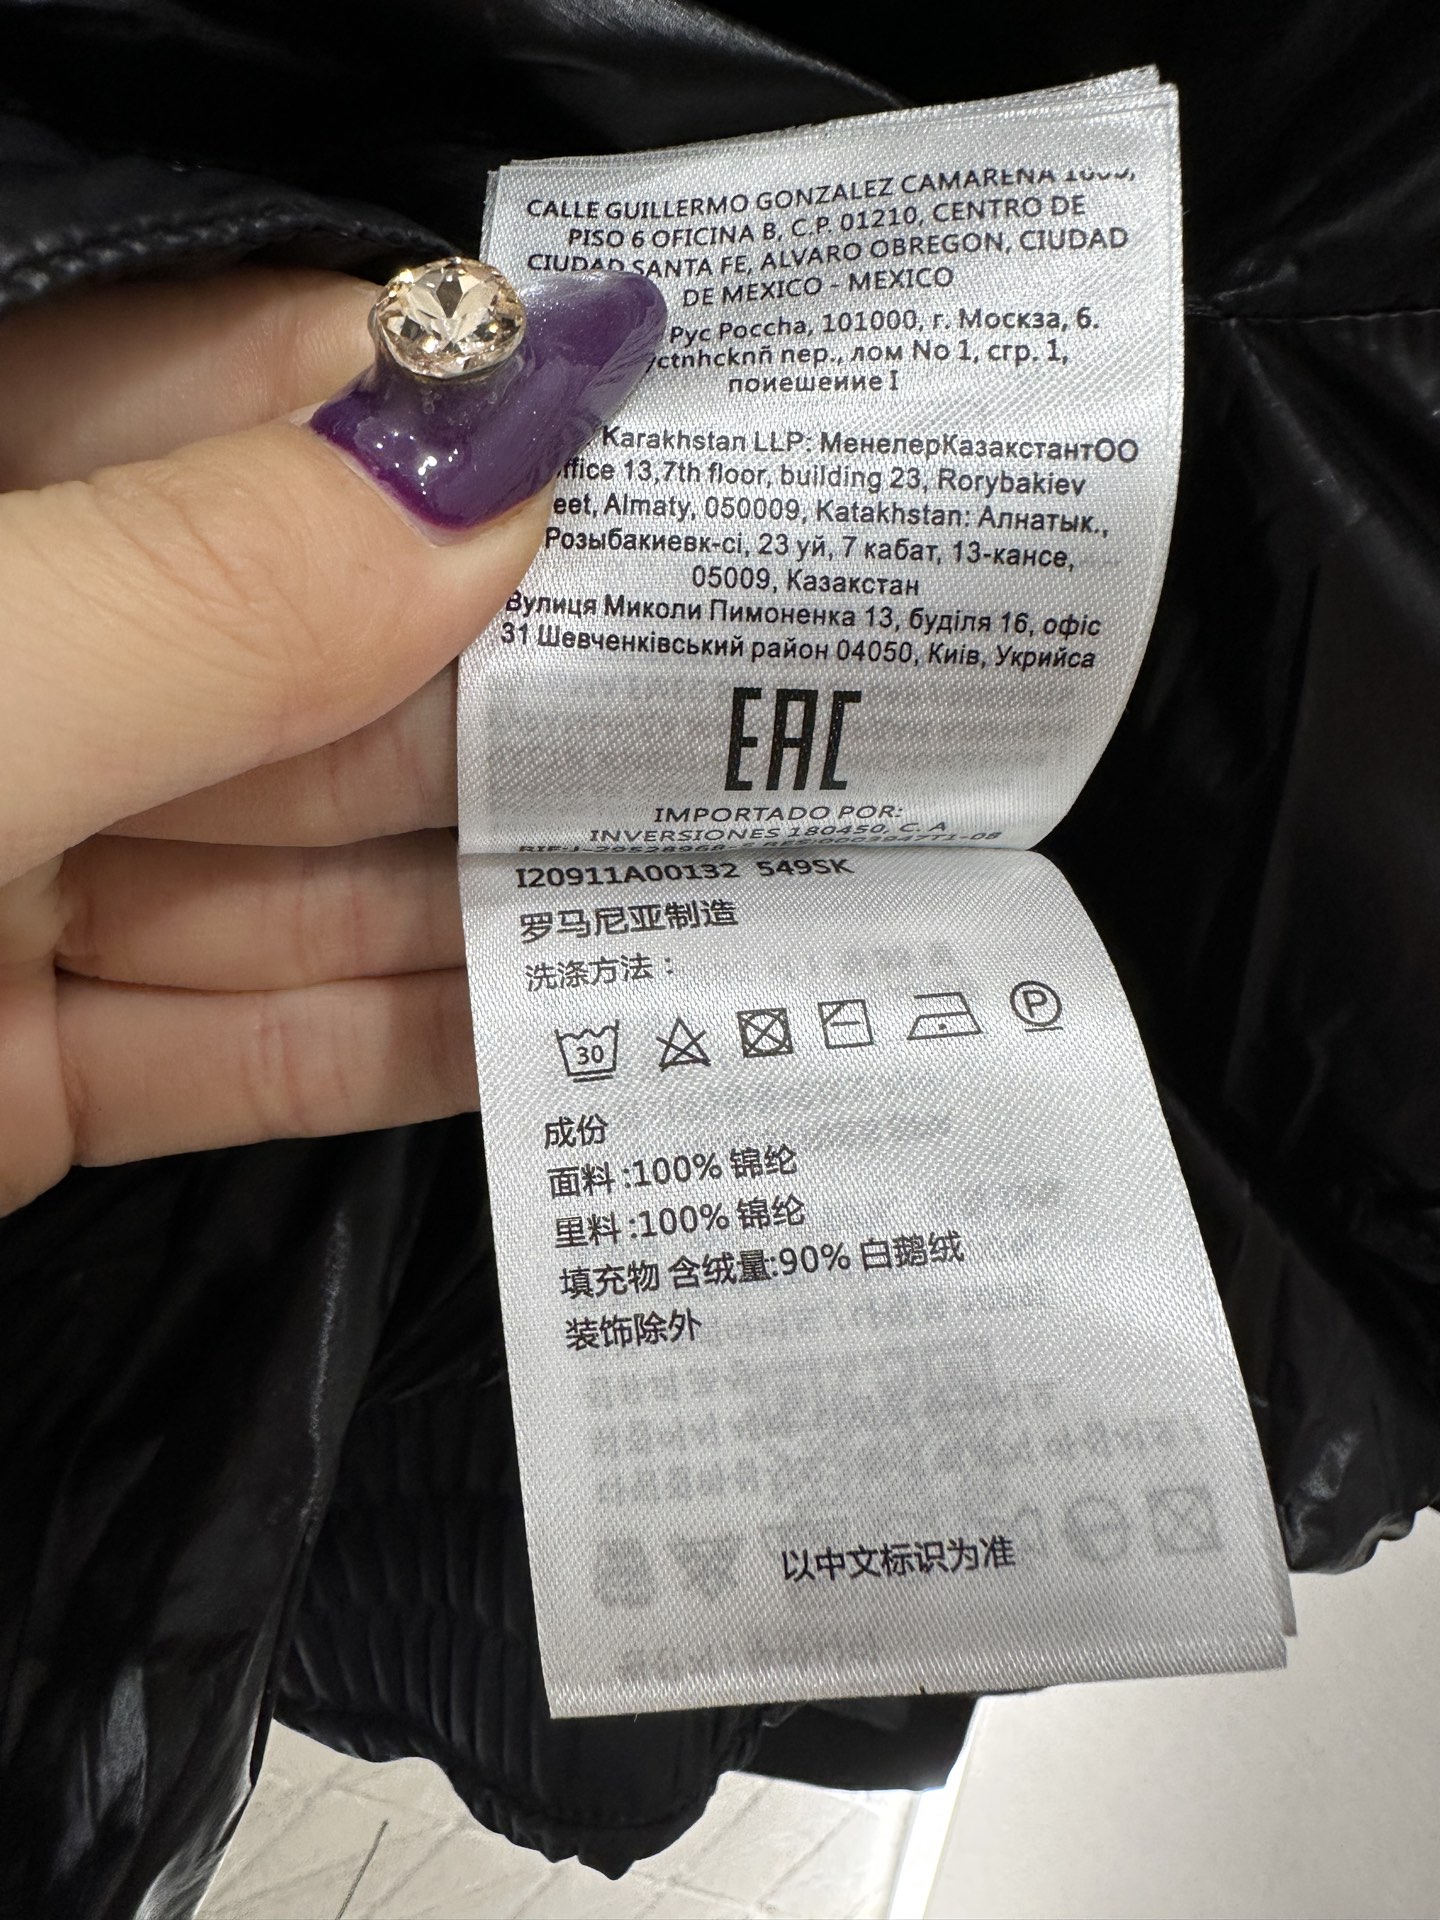 CALLE GUILLERMO GONZALEZ CAMARENA
PISO 6 OFICINA B, C.P. 01210, CENTRO DE
CIUDAD SANTA FE, ALVARO OBREGON, CIUDAD
DE MEXICO - MEXICO
Рус Poccha, 101000, г. Москза, 6.
пер., лом No 1, сгр. 1,
поиешеиие I
Karakhstan LLP: МенелерКазакстантОО
13,7th floor, building 23, Rorybakiev
Almaty, 050009, Katakhstan: Алнатык.,
Розыбакиевк-сі, 23 уй, 7 кабат, 13-кансе,
05009, Казакстан
Вулиця Миколи Пимоненка 13, буділя 16, офіс
31 Шевченківський район 04050, Київ, Укрийса
EAC
IMPORTADO POR:
INVERSIONES 180450, C. A
I20911A00132 549SK
罗马尼亚制造
洗涤方法：
30
P
成份
面料:100% 锦纶
里料:100% 锦纶
填充物 含绒量:90% 白鹅绒
装饰除外
以中文标识为准